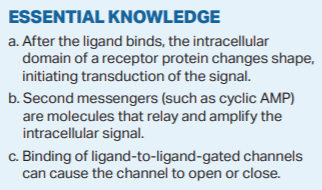 ESSENTIAL KNOWLEDGE
a. After the ligand binds, the intracellular
domain of a receptor protein changes shape,
initiating transduction of the signal.
b. Second messengers (such as cyclic AMP)
are molecules that relay and amplify the
intracellular signal.
c. Binding of ligand-to-ligand-gated channels
can cause the channel to open or close.